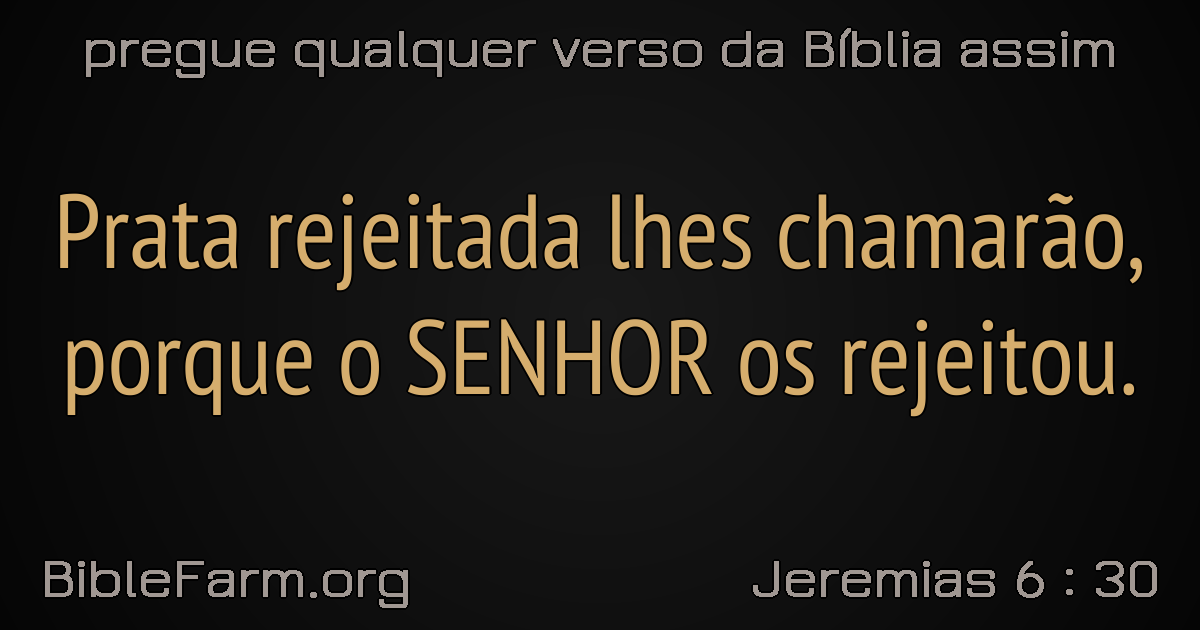 pregue qualquer verso da Bíblia assim
Prata rejeitada lhes chamarão,
porque o SENHOR os rejeitou.
BibleFarm.org
Jeremias 6 : 30